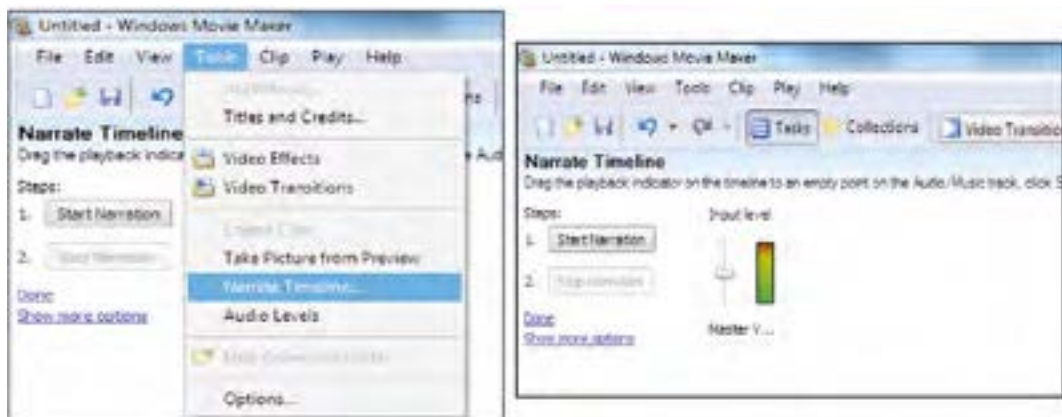 Untitled - Windows Movie Maker
File Edit View Tools Clip Play Help
Narrate Timeline
Drag the playback indica
Steps:
1. Start Narration
2.
Done
Show more options
Titles and Credits...
Video Effects
Video Transitions
Take Picture from Preview
Narrate Timeline...
Audio Levels
Options...
Untitled - Windows Movie Maker
File Edit View Tools Clip Play Help
Tasks Collections Video Transitio
Narrate Timeline
Drag the playback indicator on the timeline to an empty point on the Audio/Music track, click S
Steps:
1. Start Narration
2. Stop Narration
Done
Show more options
Input level
Master V...